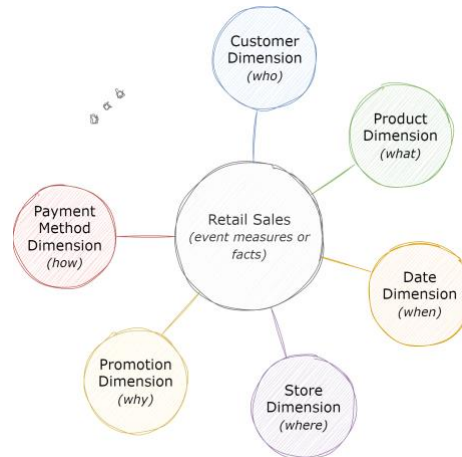 Customer
Dimension
(who)
Product
Dimension
(what)
Retail Sales
(event measures or
facts)
Payment
Method
Dimension
(how)
Date
Dimension
(when)
Promotion
Dimension
(why)
Store
Dimension
(where)